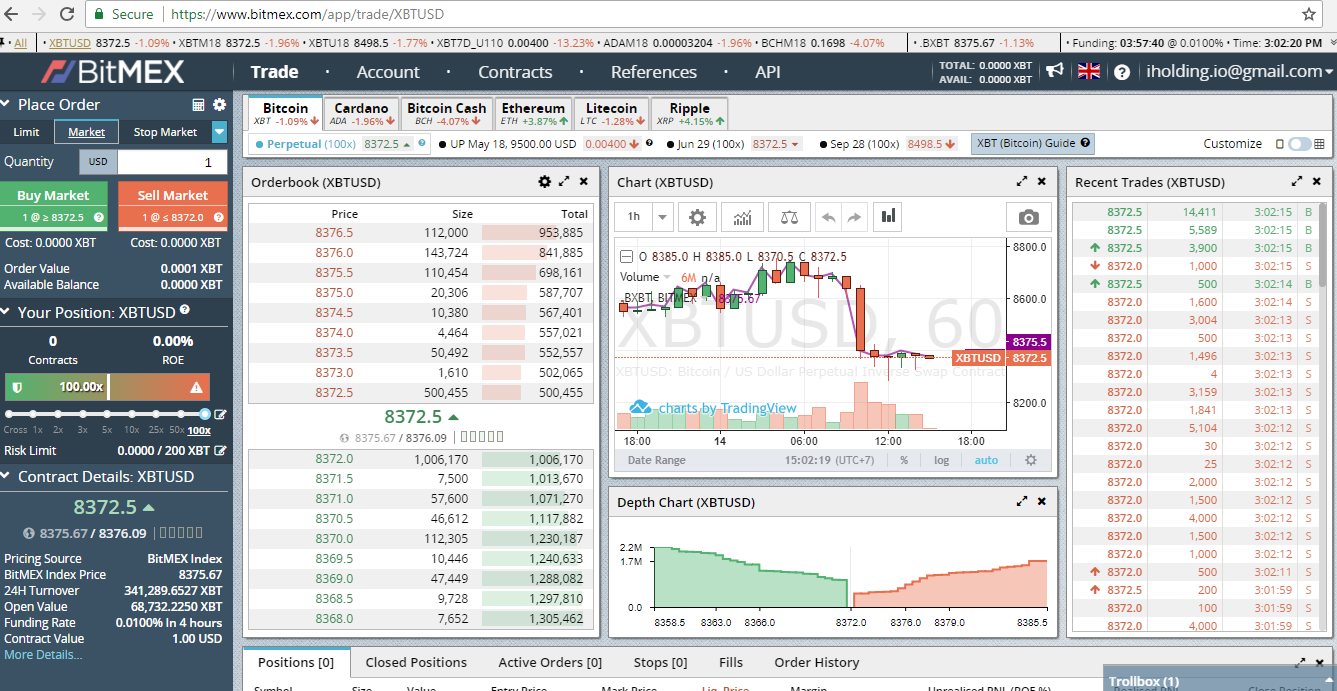 Secure https://www.bitmex.com/app/trade/XBTUSD
All XBTUSD 8372.5 -1.09% • XBTM18 8372.5 -1.96% • XBTU18 8498.5 -1.77% • XBT7D_U110 0.00400 -13.23% • ADAM18 0.00003204 -1.96% • BCHM18 0.1698 -4.07% • .BXBT 8375.67 -1.13% • Funding: 03:57:40 @ 0.0100% • Time: 3:02:20 PM
BitMEX Trade · Account · Contracts · References · API TOTAL: 0.0000 XBT
AVAIL: 0.0000 XBT
iholding.io@gmail.com
Place Order
Limit Market Stop Market
Quantity USD 1
Buy Market Sell Market
1 @ ≥ 8372.5 1 @ ≤ 8372.0
Cost: 0.0000 XBT Cost: 0.0000 XBT
Order Value 0.0001 XBT
Available Balance 0.0000 XBT
Your Position: XBTUSD
0 0.00%
Contracts ROE
100.00x
Cross 1x 2x 3x 5x 10x 25x 50x 100x
Risk Limit 0.0000 / 200 XBT
Contract Details: XBTUSD
8372.5
8375.67 / 8376.09
Pricing Source BitMEX Index
BitMEX Index Price 8375.67
24H Turnover 341,289.6527 XBT
Open Value 68,732.2250 XBT
Funding Rate 0.0100% In 4 hours
Contract Value 1.00 USD
More Details...
Bitcoin Cardano Bitcoin Cash Ethereum Litecoin Ripple
XBT -1.09% ADA -1.96% BCH -4.07% ETH +3.87% LTC -1.28% XRP +4.15%
Perpetual (100x) 8372.5 UP May 18, 9500.00 USD 0.00400 Jun 29 (100x) 8372.5 Sep 28 (100x) 8498.5 XBT (Bitcoin) Guide Customize
Orderbook (XBTUSD)
Price Size Total
8376.5 112,000 953,885
8376.0 143,724 841,885
8375.5 110,454 698,161
8375.0 20,306 587,707
8374.5 10,380 567,401
8374.0 4,464 557,021
8373.5 50,492 552,557
8373.0 1,610 502,065
8372.5 500,455 500,455
8372.5
8375.67 / 8376.09
8372.0 1,006,170 1,006,170
8371.5 7,500 1,013,670
8371.0 57,600 1,071,270
8370.5 46,612 1,117,882
8370.0 112,305 1,230,187
8369.5 10,446 1,240,633
8369.0 47,449 1,288,082
8368.5 9,728 1,297,810
8368.0 7,652 1,305,462
Chart (XBTUSD)
1h
O 8385.0 H 8385.0 L 8370.5 C 8372.5
Volume 6M n/a
.BXBT, BITMEX 8375.67
XBTUSD, 60
XBTUSD: Bitcoin / US Dollar Perpetual Inverse Swap Contract
charts by TradingView
8800.0
8600.0
8375.5
XBTUSD 8372.5
8200.0
18:00 14 06:00 12:00 18:00
Date Range 15:02:19 (UTC+7) % log auto
Depth Chart (XBTUSD)
2.2M
1.7M
0.0
8358.5 8363.0 8366.0 8372.0 8376.0 8379.0 8385.5
Recent Trades (XBTUSD)
8372.5 14,411 3:02:15 B
8372.5 5,589 3:02:15 B
8372.5 3,900 3:02:15 B
8372.0 1,000 3:02:15 S
8372.5 500 3:02:14 B
8372.0 1,600 3:02:14 S
8372.0 3,004 3:02:13 S
8372.0 500 3:02:13 S
8372.0 1,496 3:02:13 S
8372.0 4 3:02:13 S
8372.0 3,159 3:02:13 S
8372.0 1,841 3:02:13 S
8372.0 5,104 3:02:12 S
8372.0 30 3:02:12 S
8372.0 25 3:02:12 S
8372.0 2,000 3:02:12 S
8372.0 1,500 3:02:12 S
8372.0 4,000 3:02:12 S
8372.0 1,500 3:02:12 S
8372.0 1,000 3:02:12 S
8372.0 500 3:02:11 S
8372.5 200 3:01:59 S
8372.0 100 3:01:59 S
8372.0 4,000 3:01:59 S
Positions [0] Closed Positions Active Orders [0] Stops [0] Fills Order History
Symbol Size Value Entry Price Mark Price Liq. Price Margin Unrealised PNL (ROE %) Realised PNL Close Position
Trollbox (1)